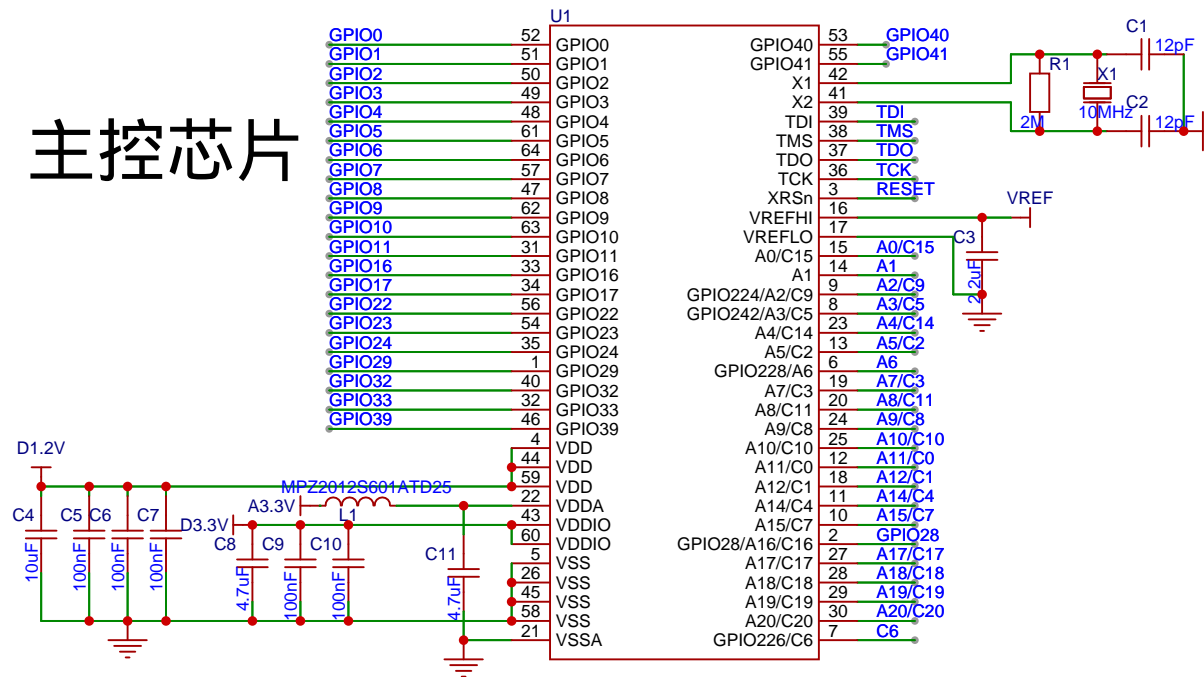 主控芯片
U1
GPIO0 52 GPIO0
GPIO1 51 GPIO1
GPIO2 50 GPIO2
GPIO3 49 GPIO3
GPIO4 48 GPIO4
GPIO5 61 GPIO5
GPIO6 64 GPIO6
GPIO7 57 GPIO7
GPIO8 47 GPIO8
GPIO9 62 GPIO9
GPIO10 63 GPIO10
GPIO11 31 GPIO11
GPIO16 33 GPIO16
GPIO17 34 GPIO17
GPIO22 56 GPIO22
GPIO23 54 GPIO23
GPIO24 35 GPIO24
GPIO29 1 GPIO29
GPIO32 40 GPIO32
GPIO33 32 GPIO33
GPIO39 46 GPIO39
4 VDD
44 VDD
59 VDD
22 VDDA
43 VDDIO
60 VDDIO
5 VSS
26 VSS
45 VSS
58 VSS
21 VSSA
GPIO40 53 GPIO40
GPIO41 55 GPIO41
X1 42
X2 41
TDI 39 TDI
TMS 38 TMS
TDO 37 TDO
TCK 36 TCK
XRSn 3 RESET
VREFHI 16
VREFLO 17
A0/C15 15 A0/C15
A1 14 A1
GPIO224/A2/C9 9 A2/C9
GPIO242/A3/C5 8 A3/C5
A4/C14 23 A4/C14
A5/C2 13 A5/C2
GPIO228/A6 6 A6
A7/C3 19 A7/C3
A8/C11 20 A8/C11
A9/C8 24 A9/C8
A10/C10 25 A10/C10
A11/C0 12 A11/C0
A12/C1 18 A12/C1
A14/C4 11 A14/C4
A15/C7 10 A15/C7
GPIO28/A16/C16 2 GPIO28
A17/C17 27 A17/C17
A18/C18 28 A18/C18
A19/C19 29 A19/C19
A20/C20 30 A20/C20
GPIO226/C6 7 C6
C1
12pF
R1
2M
X1
10MHz
C2
12pF
VREF
C3
2.2uF
D1.2V
C4
10uF
C5
100nF
C6
100nF
C7
100nF
MPZ2012S601ATD25
A3.3V
L1
D3.3V
C8
4.7uF
C9
100nF
C10
100nF
C11
4.7uF